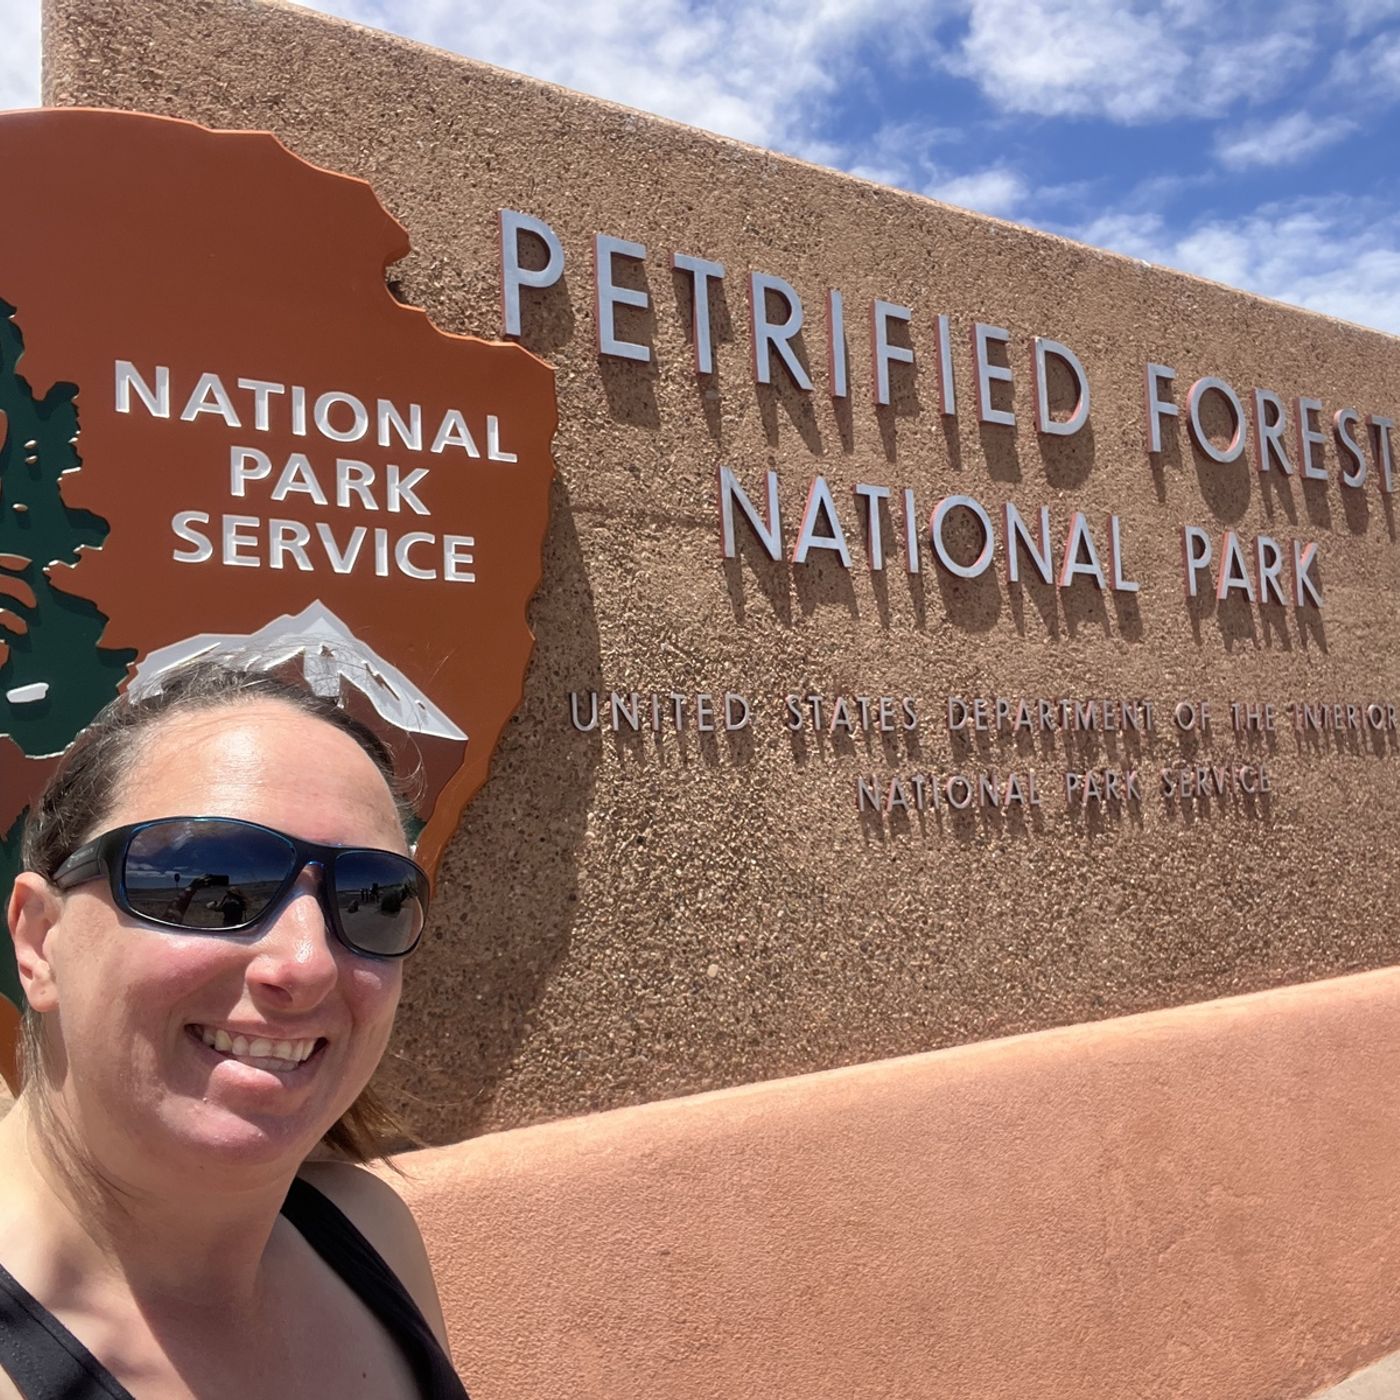 NATIONAL
PARK
SERVICE
PETRIFIED FOREST
NATIONAL PARK
UNITED STATES DEPARTMENT OF THE INTERIOR
NATIONAL PARK SERVICE